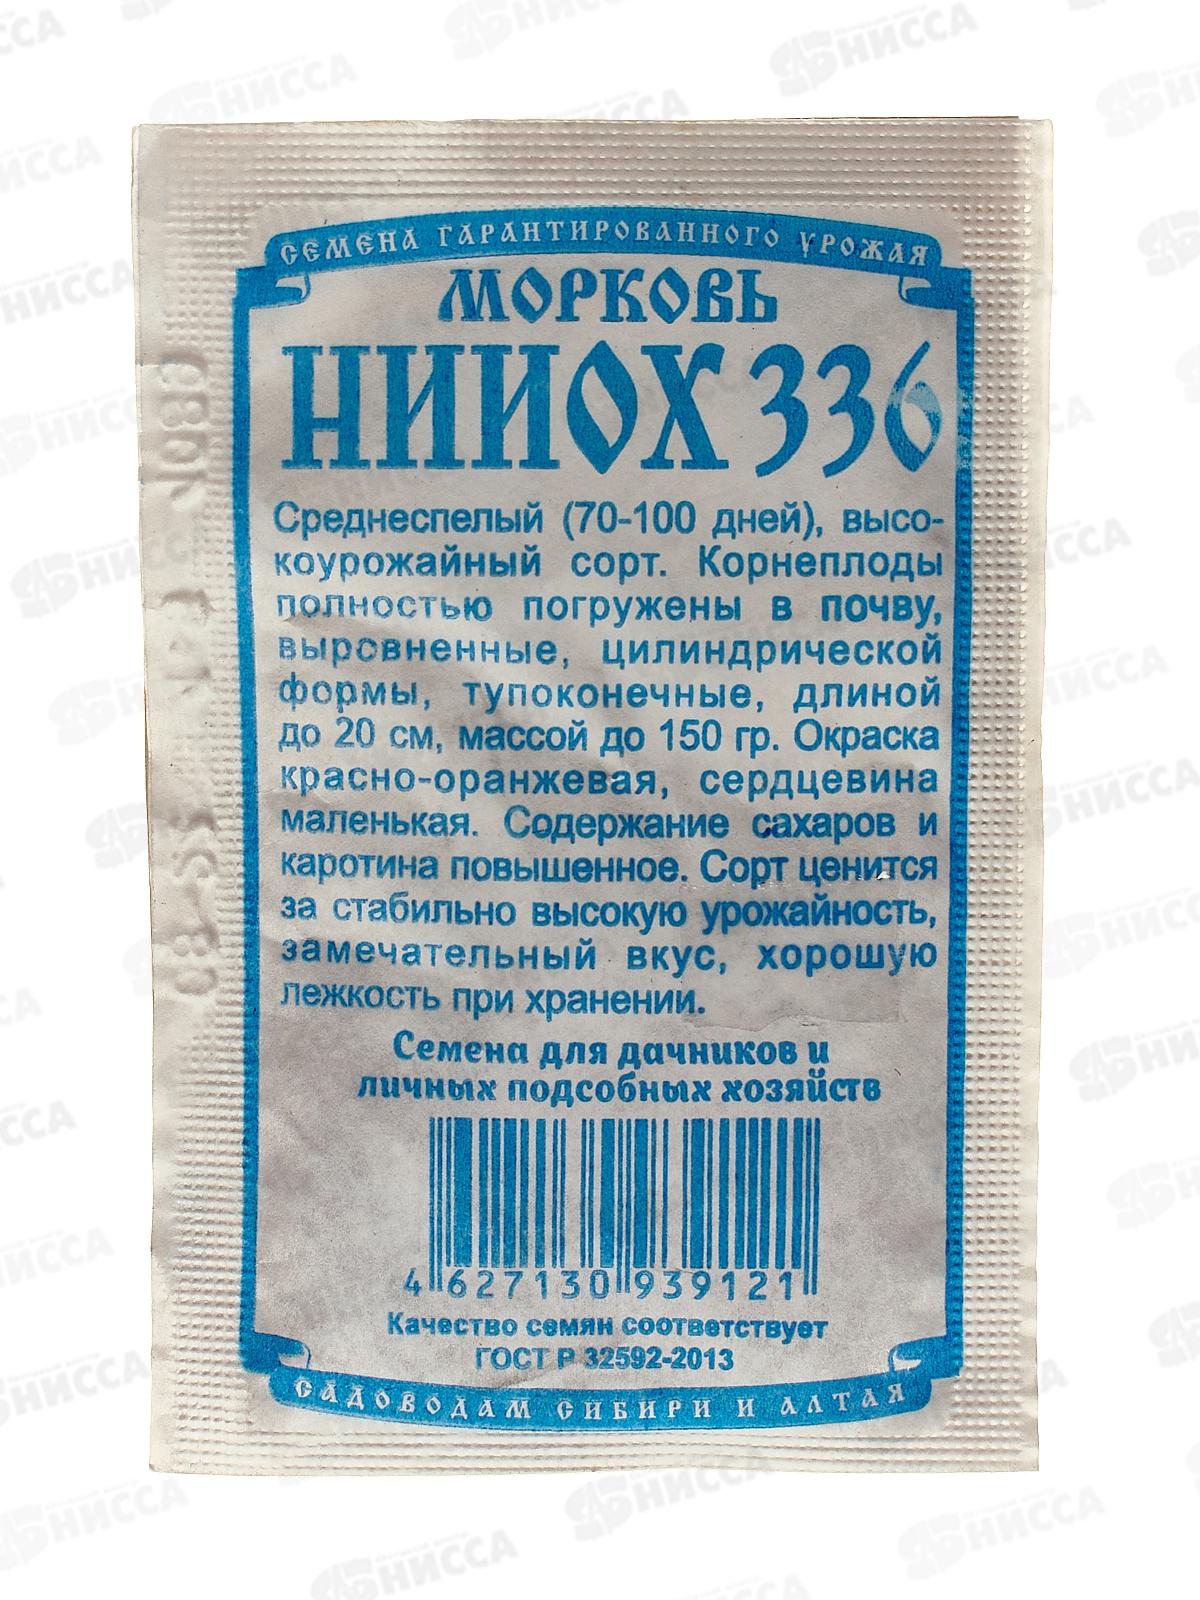 СЕМЕНА ГАРАНТИРОВАННОГО УРОЖАЯ
МОРКОВЬ
НИИОХ 336
Среднеспелый (70-100 дней), высо-
коурожайный сорт. Корнеплоды
полностью погружены в почву,
выровненные, цилиндрической
формы, тупоконечные, длиной
до 20 см, массой до 150 гр. Окраска
красно-оранжевая, сердцевина
маленькая. Содержание сахаров и
каротина повышенное. Сорт ценится
за стабильно высокую урожайность,
замечательный вкус, хорошую
лежкость при хранении.
Семена для дачников и
личных подсобных хозяйств
4 627130 939121
Качество семян соответствует
ГОСТ Р 32592-2013
САДОВОДАМ СИБИРИ И АЛТАЯ
НИССА